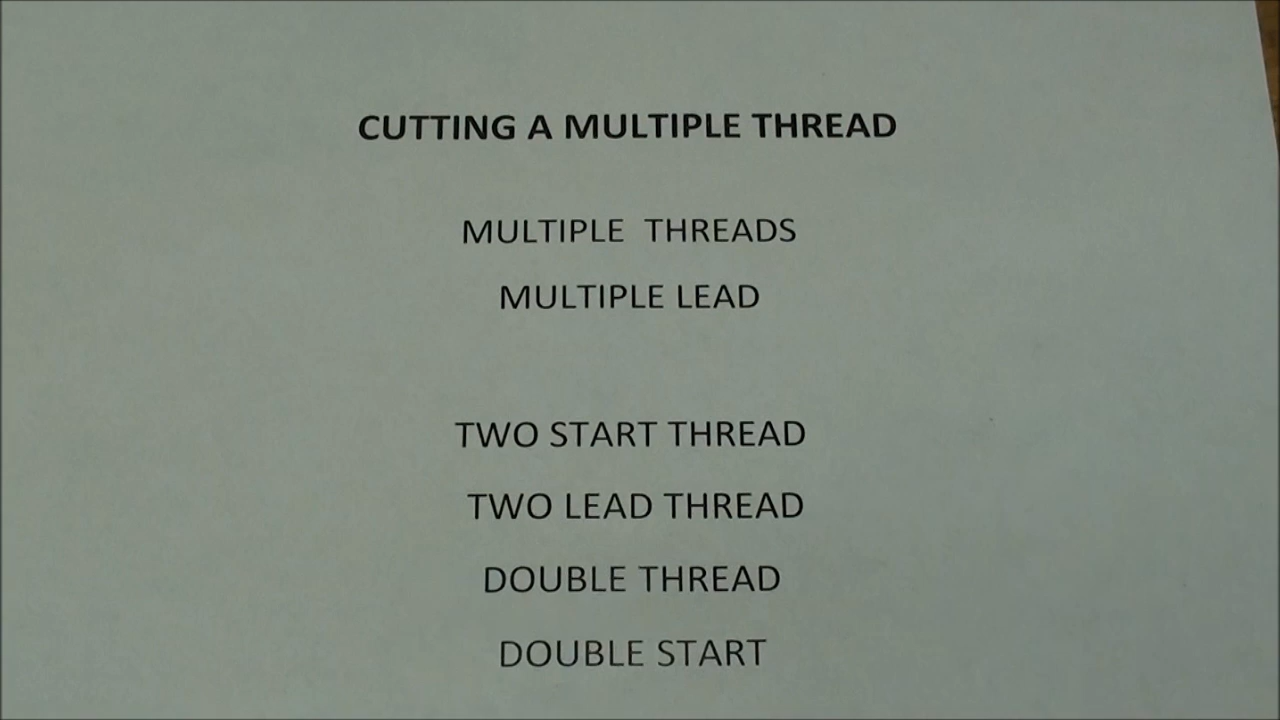 CUTTING A MULTIPLE THREAD
MULTIPLE THREADS
MULTIPLE LEAD
TWO START THREAD
TWO LEAD THREAD
DOUBLE THREAD
DOUBLE START